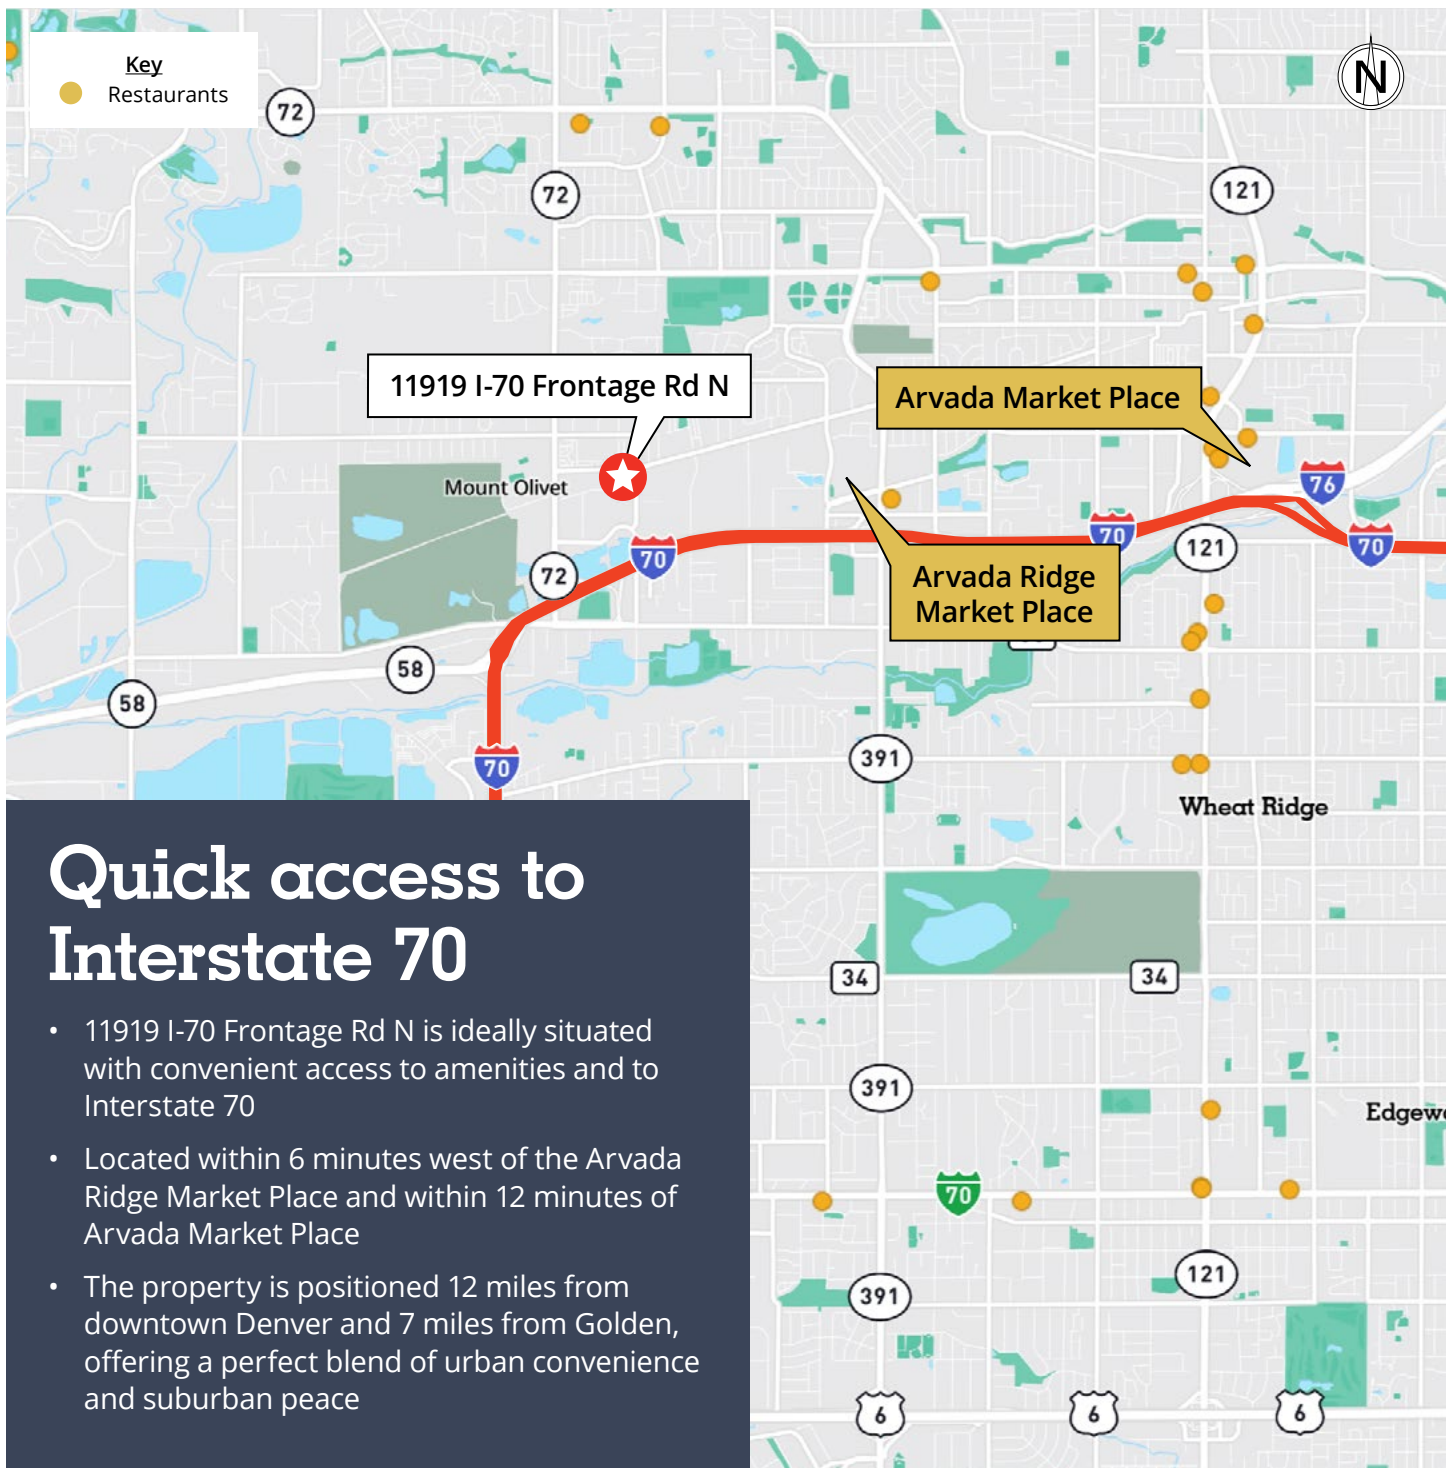 Key
Restaurants
N
72
72
121
11919 I-70 Frontage Rd N
Arvada Market Place
Mount Olivet
76
70
70
70
121
72
Arvada Ridge
Market Place
58
58
70
391
Wheat Ridge
Quick access to
Interstate 70
• 11919 I-70 Frontage Rd N is ideally situated
with convenient access to amenities and to
Interstate 70
• Located within 6 minutes west of the Arvada
Ridge Market Place and within 12 minutes of
Arvada Market Place
• The property is positioned 12 miles from
downtown Denver and 7 miles from Golden,
offering a perfect blend of urban convenience
and suburban peace
34
34
391
Edgew
70
121
391
6
6
6